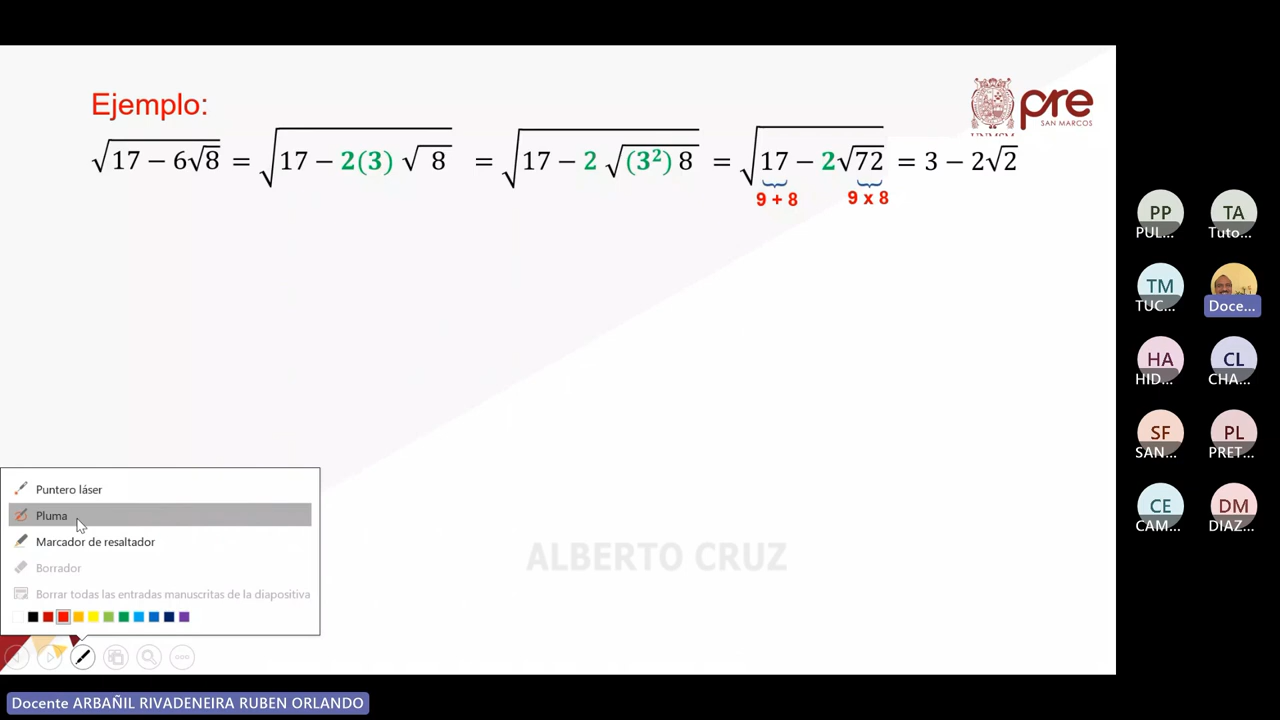 Ejemplo:
pre
SAN MARCOS
√(17 − 6√8) = √(17 − 2(3) √8) = √(17 − 2 √((3²) 8)) = √(17 − 2√72) = 3 − 2√2
9 + 8
9 x 8
PP
PUL...
TA
Tuto...
TM
TUC...
Doce...
HA
HID...
CL
CHA...
SF
SAN...
PL
PRET...
CE
CAM...
DM
DIAZ...
Puntero láser
Pluma
Marcador de resaltador
Borrador
Borrar todas las entradas manuscritas de la diapositiva
ALBERTO CRUZ
Docente ARBAÑIL RIVADENEIRA RUBEN ORLANDO